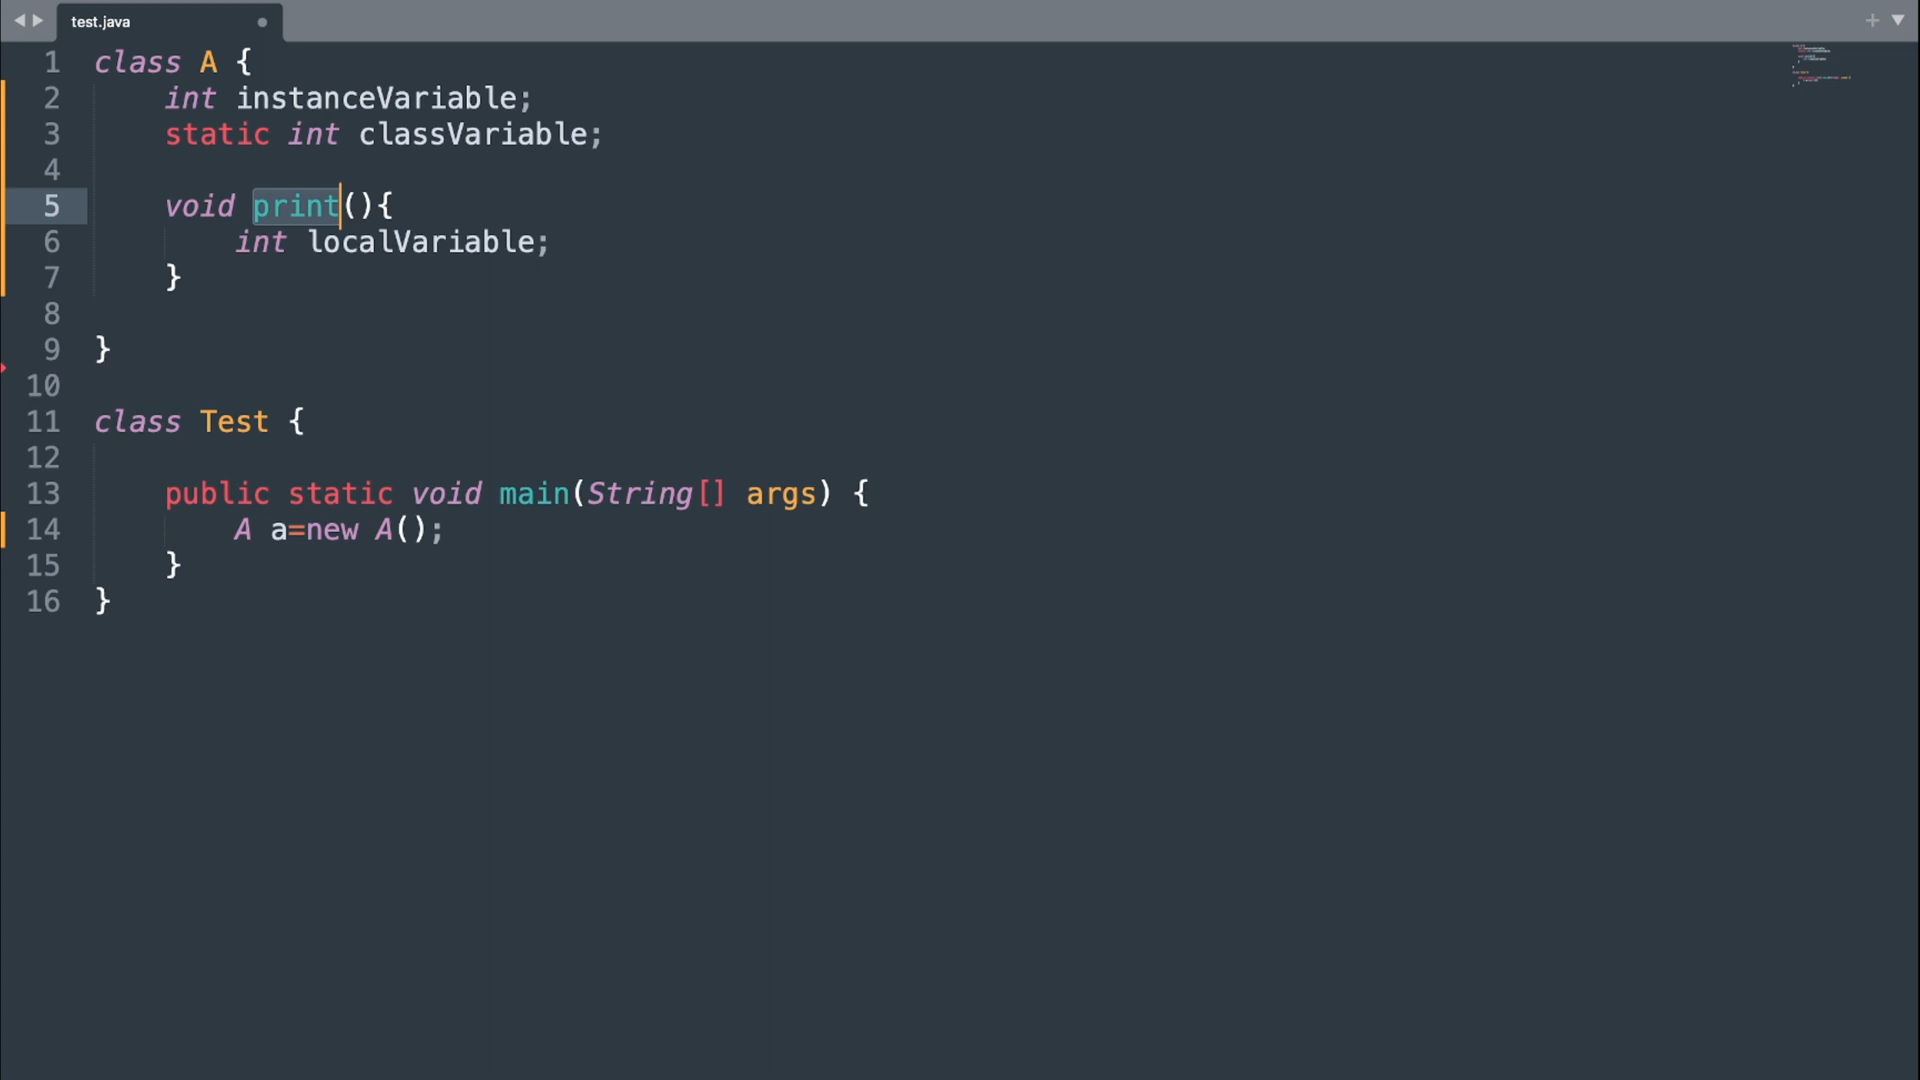 test.java
1 class A {
2     int instanceVariable;
3     static int classVariable;
4
5     void print(){
6         int localVariable;
7     }
8
9 }
10
11 class Test {
12
13     public static void main(String[] args) {
14         A a=new A();
15     }
16 }